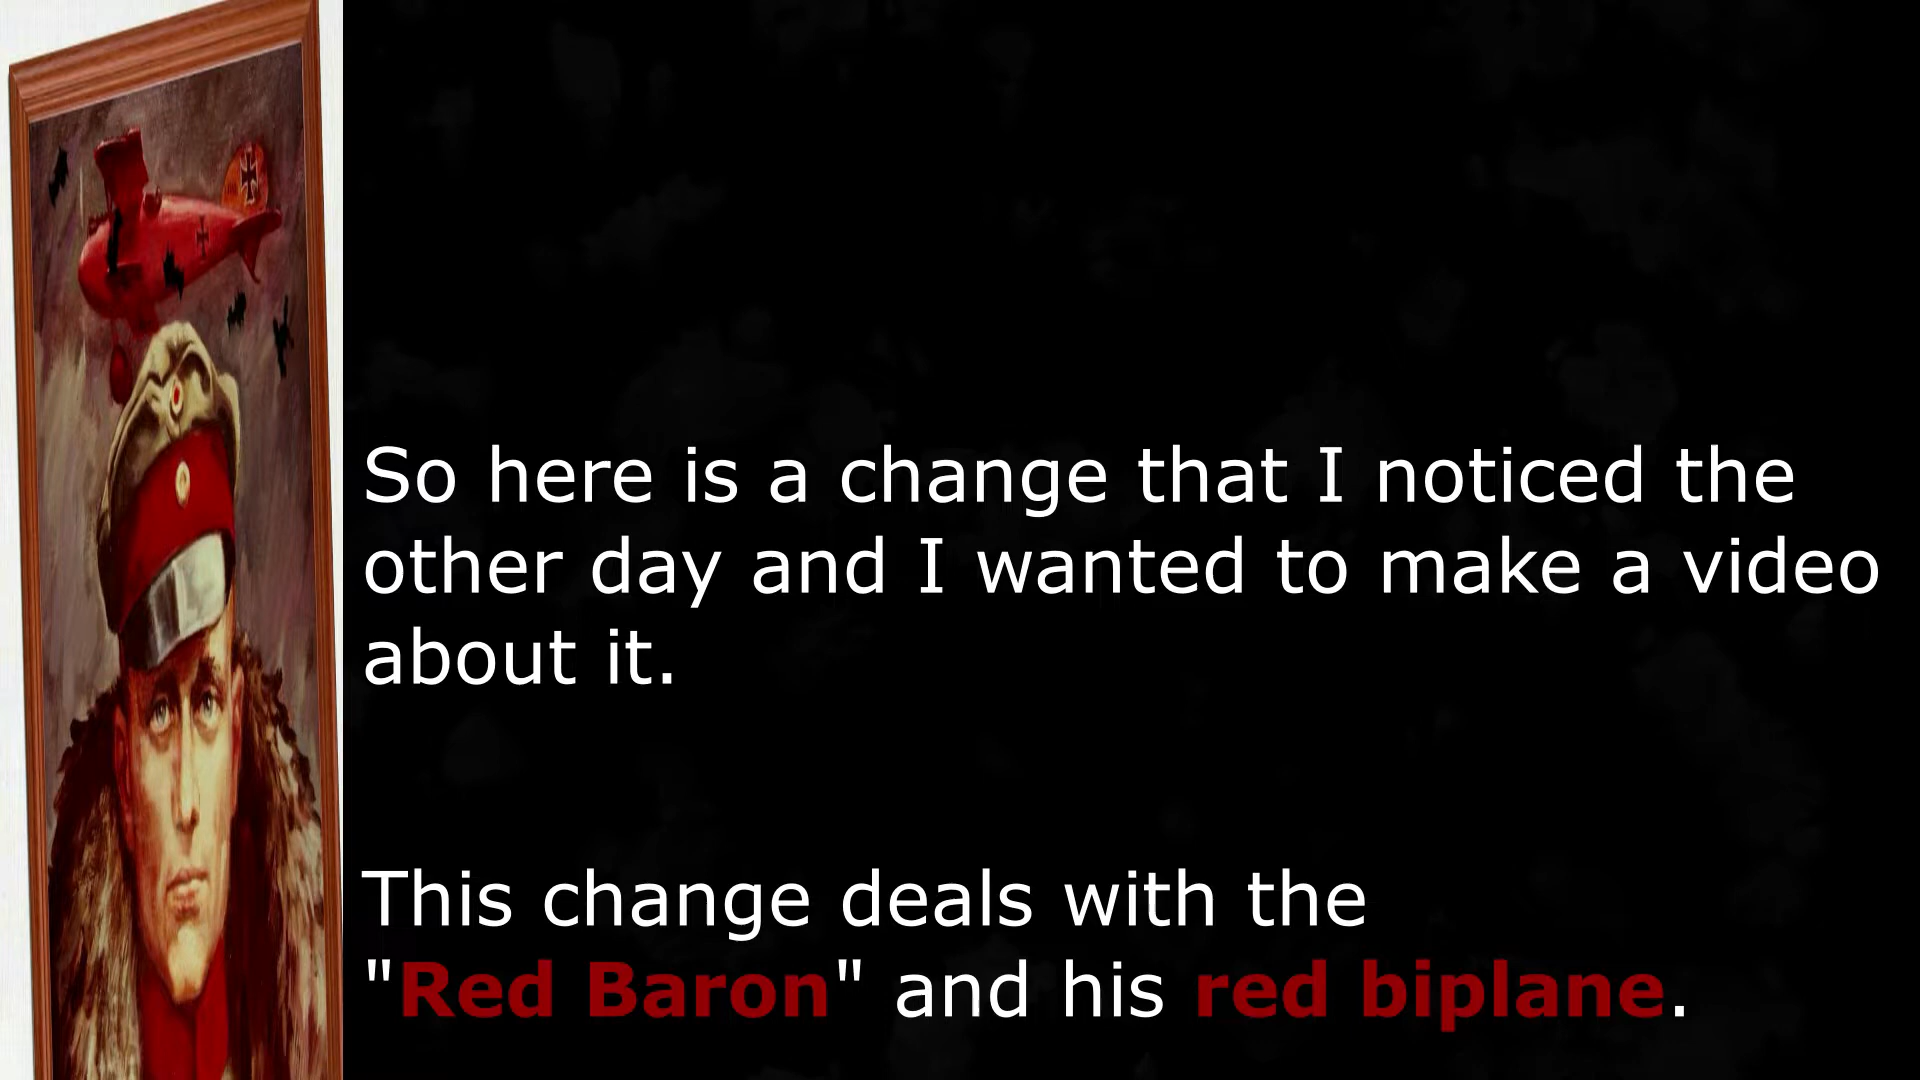 So here is a change that I noticed the
other day and I wanted to make a video
about it.
This change deals with the
"Red Baron" and his red biplane.